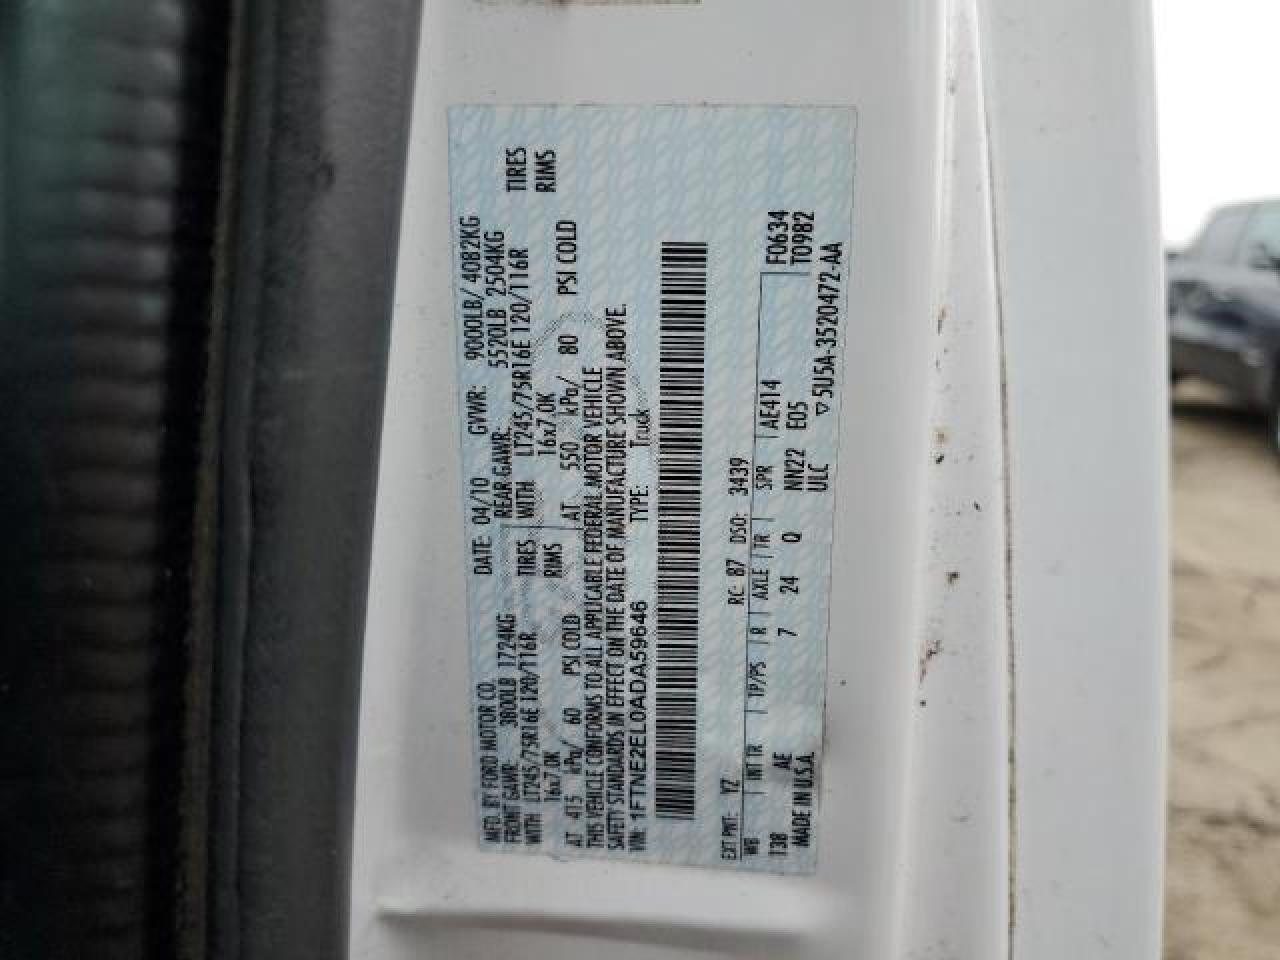 MFD. BY FORD MOTOR CO. DATE: 04/10 GVWR: 9000LB/ 4082KG
FRONT GAWR: 3800LB 1724KG REAR GAWR: 5520LB 2504KG
WITH LT245/75R16E 120/116R TIRES WITH LT245/75R16E 120/116R TIRES
16x7.0K RIMS 16x7.0K RIMS
AT 415 kPa/ 60 PSI COLD AT 550 kPa/ 80 PSI COLD
THIS VEHICLE CONFORMS TO ALL APPLICABLE FEDERAL MOTOR VEHICLE
SAFETY STANDARDS IN EFFECT ON THE DATE OF MANUFACTURE SHOWN ABOVE.
VIN: 1FTNE2EL0ADA59646 TYPE: Truck
EXT PNT: YZ RC: 87 DSO: 3439 F0634
WB INT TR TP/PS R AXLE TR SPR AE414 T0982
138 AE 7 24 Q NN22 E05
MADE IN U.S.A. ULC ▽5U5A-3520472-AA